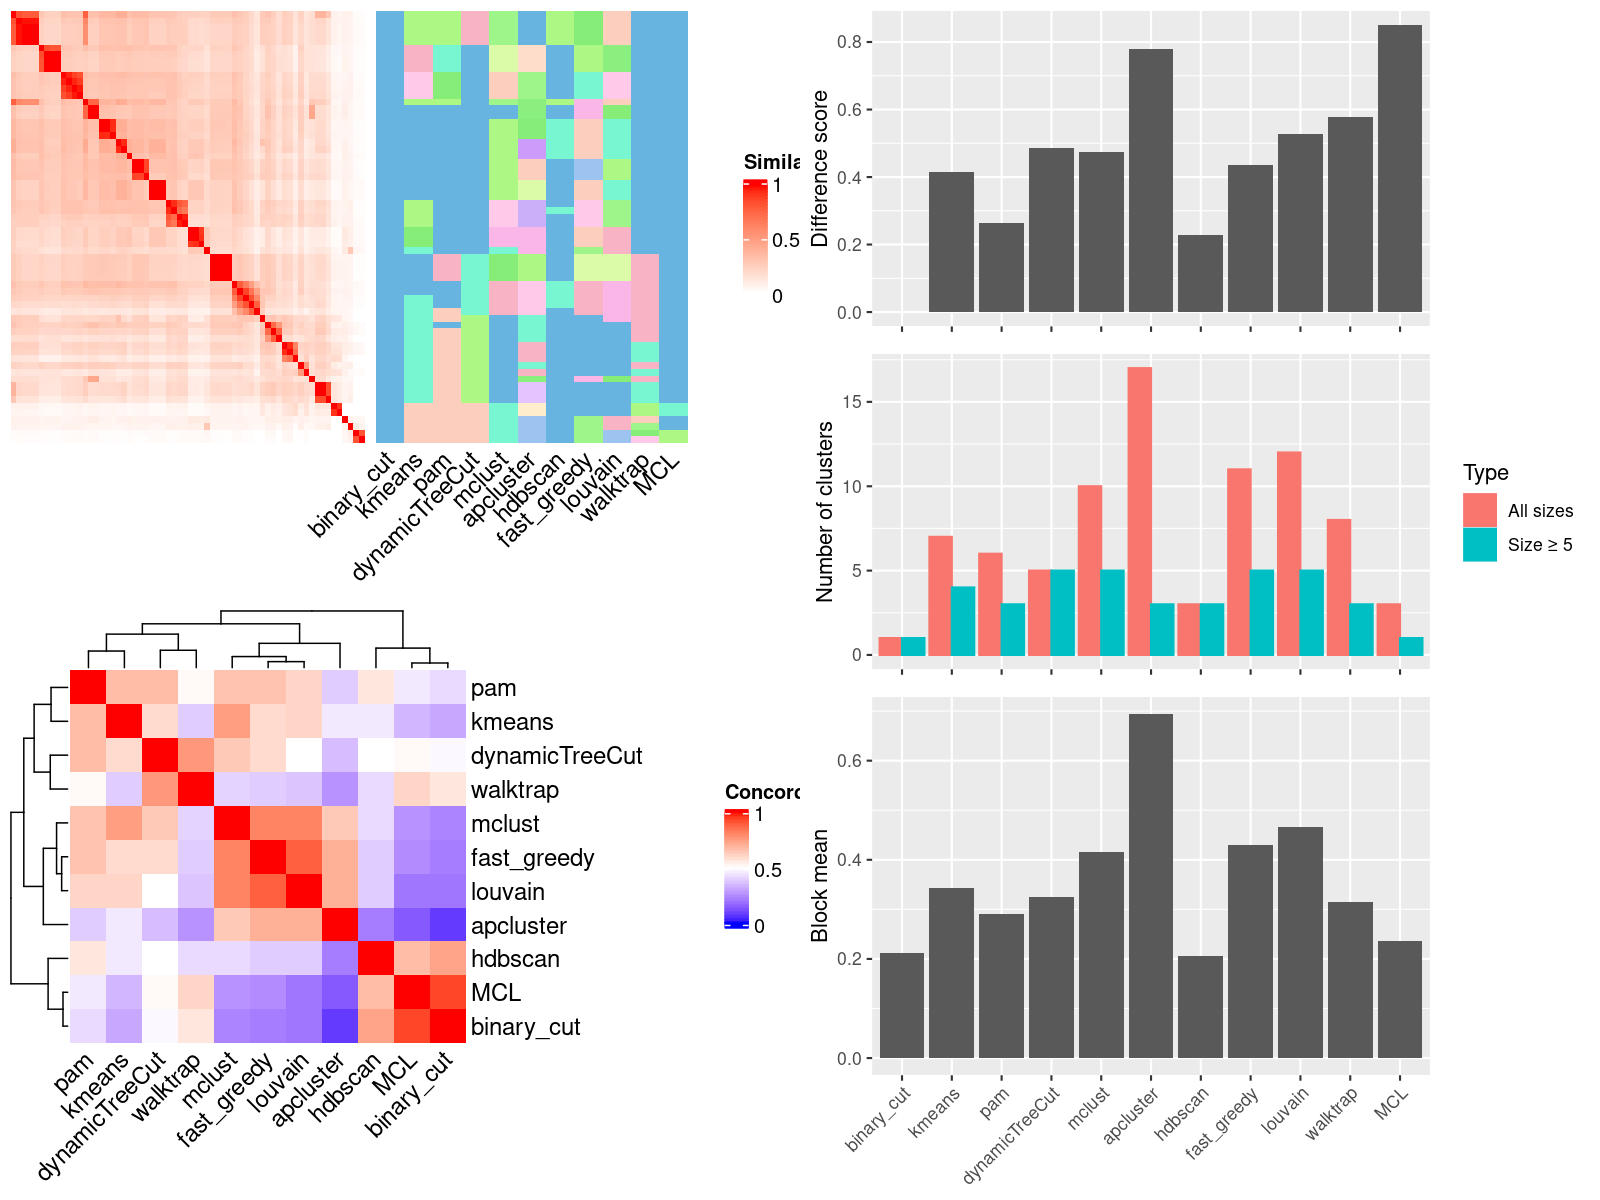 Simila
1
0.5
0
binary_cut
kmeans
pam
dynamicTreeCut
mclust
apcluster
hdbscan
fast_greedy
louvain
walktrap
MCL
pam
kmeans
dynamicTreeCut
walktrap
mclust
fast_greedy
louvain
apcluster
hdbscan
MCL
binary_cut
pam
kmeans
dynamicTreeCut
walktrap
mclust
fast_greedy
louvain
apcluster
hdbscan
MCL
binary_cut
Concord
1
0.5
0
Difference score
0.8
0.6
0.4
0.2
0.0
Number of clusters
15
10
5
0
Type
All sizes
Size ≥ 5
Block mean
0.6
0.4
0.2
0.0
binary_cut
kmeans
pam
dynamicTreeCut
mclust
apcluster
hdbscan
fast_greedy
louvain
walktrap
MCL